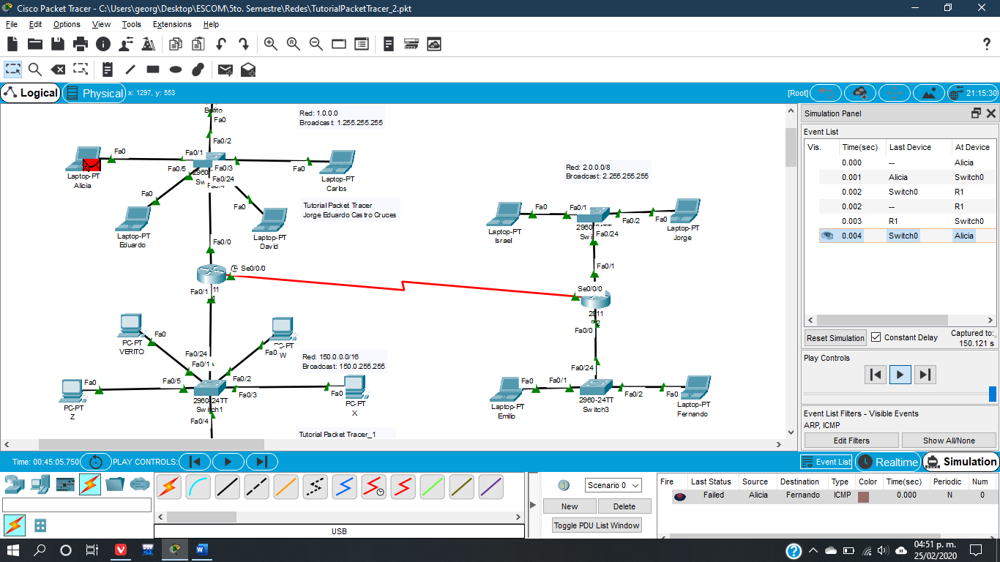 Cisco Packet Tracer - C:\Users\georg\Desktop\ESCOM\5to. Semestre\Redes\TutorialPacketTracer_2.pkt
File Edit Options View Tools Extensions Help
Logical Physical x: 1297, y: 553 [Root] 21:15:30
Fa0
Fa0/2
Red: 1.0.0.0
Broadcast: 1.255.255.255
Fa0
Fa0/1
Fa0/5
Fa0/3
Fa0/24
Fa0
Laptop-PT
Alicia
Laptop-PT
Carlos
Fa0
Laptop-PT
Eduardo
Fa0
Laptop-PT
David
Tutorial Packet Tracer
Jorge Eduardo Castro Cruces
Fa0/0
Se0/0/0
Fa0/1
Red: 2.0.0.0/8
Broadcast: 2.255.255.255
Fa0
Fa0/1
Fa0/2
Fa0
Laptop-PT
Israel
Fa0/24
Laptop-PT
Jorge
Fa0/1
Se0/0/0
2811
Fa0/0
PC-PT
VERITO
Fa0
PC-PT
W
Fa0
Fa0/24
Fa0/1
Red: 150.0.0.0/16
Broadcast: 150.0.255.255
Fa0
Fa0/5
Fa0/2
Fa0/3
Fa0
PC-PT
Z
2960-24TT
Switch1
PC-PT
X
Fa0/4
Tutorial Packet Tracer_1
Fa0/24
Fa0
Fa0/1
Fa0/2
Fa0
Laptop-PT
Emilio
2960-24TT
Switch3
Laptop-PT
Fernando
Simulation Panel
Event List
Vis. Time(sec) Last Device At Device
0.000 -- Alicia
0.001 Alicia Switch0
0.002 Switch0 R1
0.002 -- R1
0.003 R1 Switch0
0.004 Switch0 Alicia
Reset Simulation Constant Delay Captured to:
150.121 s
Play Controls
Event List Filters - Visible Events
ARP, ICMP
Edit Filters Show All/None
Time: 00:45:05.750 PLAY CONTROLS: Event List Realtime Simulation
USB
Scenario 0
New Delete
Toggle PDU List Window
Fire Last Status Source Destination Type Color Time(sec) Periodic Num
Failed Alicia Fernando ICMP 0.000 N 0
04:51 p. m.
25/02/2020